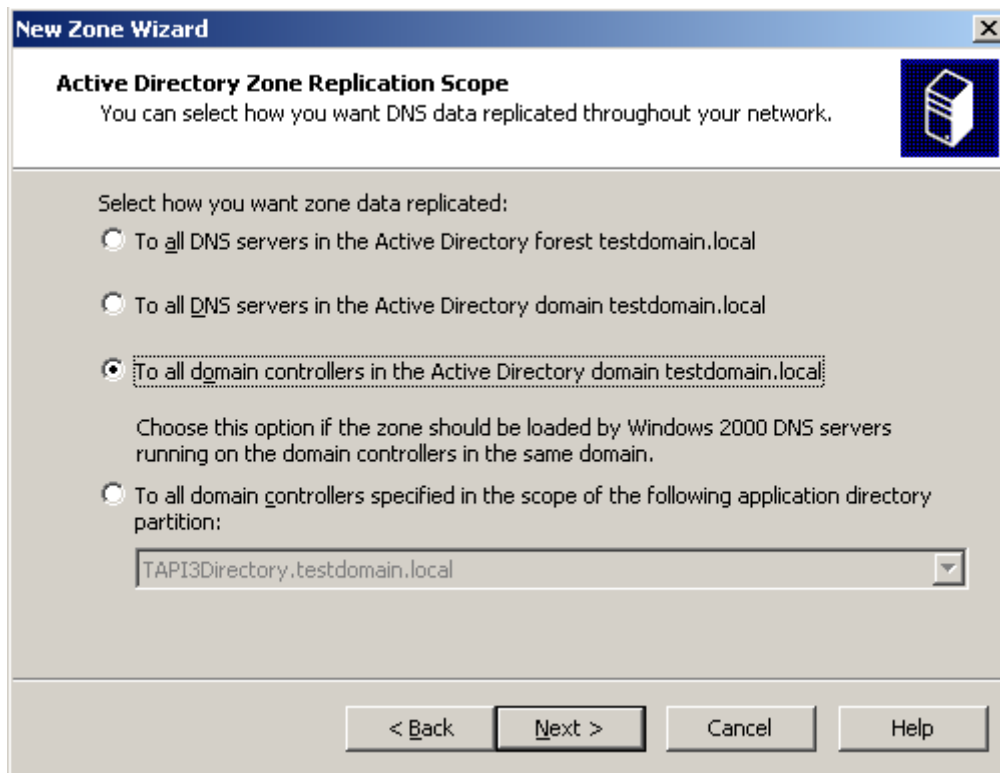 New Zone Wizard
Active Directory Zone Replication Scope
You can select how you want DNS data replicated throughout your network.
Select how you want zone data replicated:
To all DNS servers in the Active Directory forest testdomain.local
To all DNS servers in the Active Directory domain testdomain.local
To all domain controllers in the Active Directory domain testdomain.local
Choose this option if the zone should be loaded by Windows 2000 DNS servers
running on the domain controllers in the same domain.
To all domain controllers specified in the scope of the following application directory
partition:
TAPI3Directory.testdomain.local
< Back Next > Cancel Help